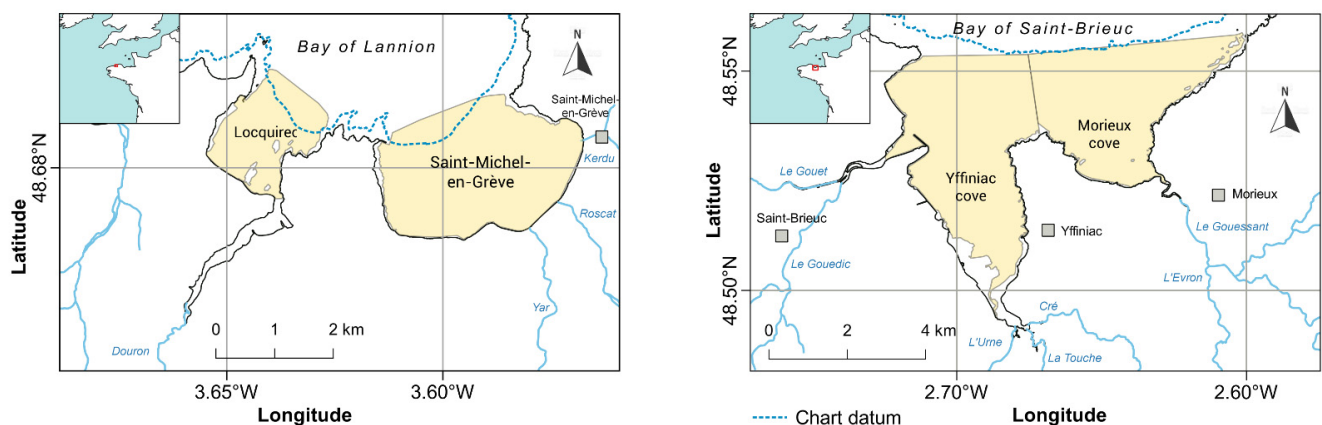 Bay of Lannion
N
Saint-Michel-
en-Grève
Locquirec
Kerdu
Saint-Michel-
en-Grève
48.68°N
Latitude
Roscat
0 1 2 km
Yar
Douron
3.65°W 3.60°W
Longitude
Bay of Saint-Brieuc
48.55°N
N
Morieux
cove
Le Gouet
Yffiniac
cove
Latitude
Saint-Brieuc
Morieux
Yffiniac
Le Gouessant
Le Gouedic
L'Evron
48.50°N
Cré
0 2 4 km
L'Urne
La Touche
2.70°W 2.60°W
Chart datum
Longitude